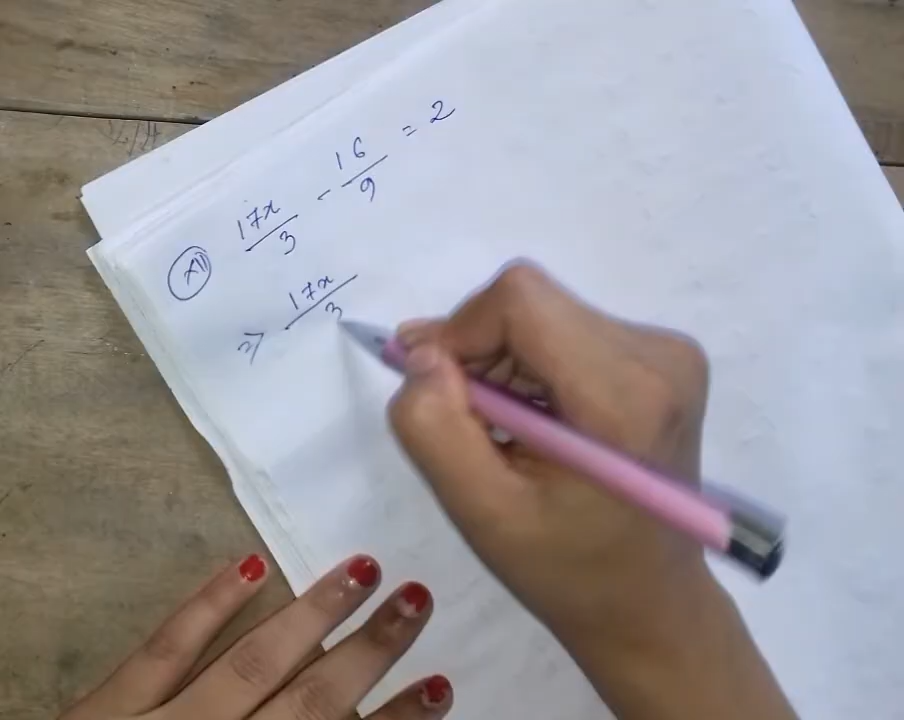 (xii) 17x/3 - 16/9 = 2
=> 17x/3